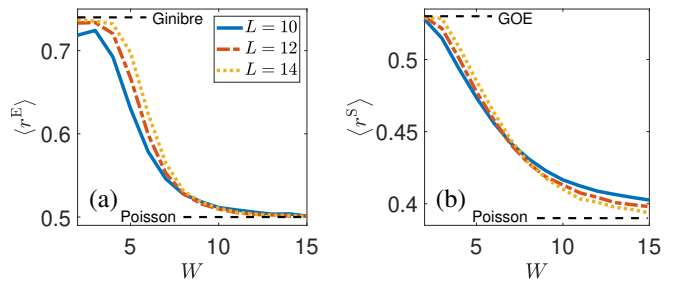 Ginibre
L = 10
L = 12
L = 14
0.7
0.6
0.5
⟨r^E⟩
(a)
Poisson
5
10
15
W
GOE
0.5
0.45
0.4
⟨r^S⟩
(b)
Poisson
5
10
15
W